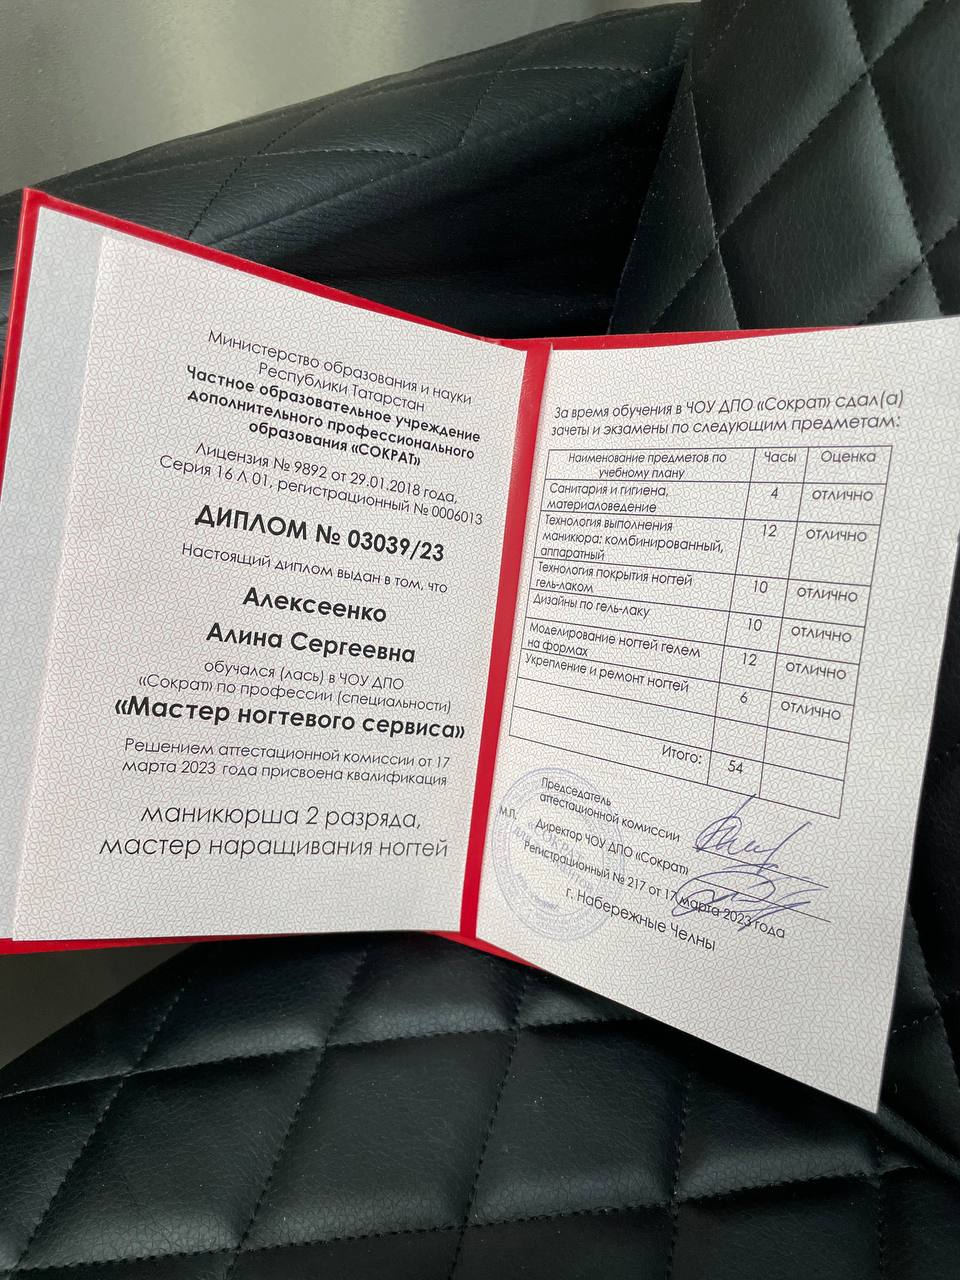 Министерство образования и науки
Республики Татарстан
Частное образовательное учреждение
дополнительного профессионального
образования «СОКРАТ»
Лицензия № 9892 от 29.01.2018 года,
Серия 16 Л 01, регистрационный № 0006013
ДИПЛОМ № 03039/23
Настоящий диплом выдан в том, что
Алексеенко
Алина Сергеевна
обучался (лась) в ЧОУ ДПО
«Сократ» по профессии (специальности)
«Мастер ногтевого сервиса»
Решением аттестационной комиссии от 17
марта 2023 года присвоена квалификация
маникюрша 2 разряда,
мастер наращивания ногтей
За время обучения в ЧОУ ДПО «Сократ» сдал(а)
зачеты и экзамены по следующим предметам:
Наименование предметов по учебному плану Часы Оценка
Санитария и гигиена, материаловедение 4 отлично
Технология выполнения маникюра: комбинированный, аппаратный 12 отлично
Технология покрытия ногтей гель-лаком 10 отлично
Дизайны по гель-лаку 10 отлично
Моделирование ногтей гелем на формах 12 отлично
Укрепление и ремонт ногтей 6 отлично
Итого: 54
Председатель
аттестационной комиссии
М.П. Директор ЧОУ ДПО «Сократ»
Регистрационный № 217 от 17 марта 2023 года
г. Набережные Челны